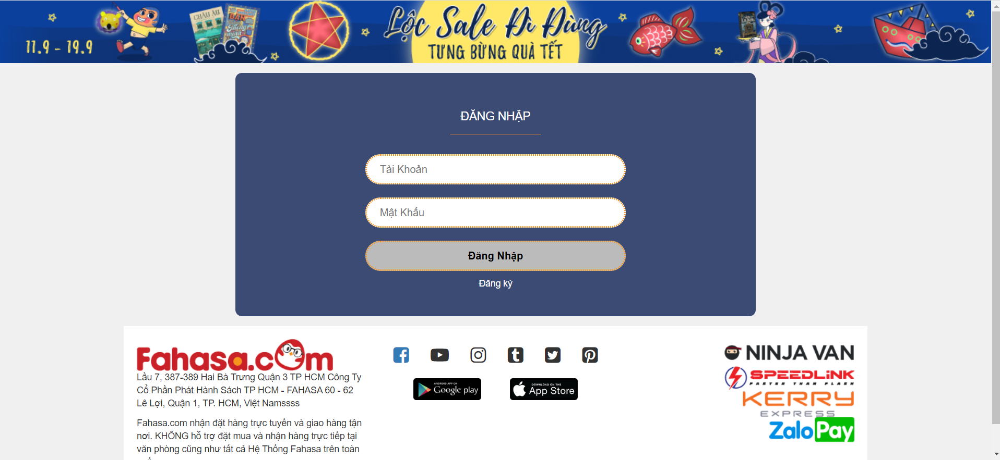 11.9 - 19.9
CHÂU ÂU
BẢN
Lộc Sale Đi Đùng
TƯNG BỪNG QUÀ TẾT
ĐĂNG NHẬP
Tài Khoản
Mật Khẩu
Đăng Nhập
Đăng ký
Fahasa.com
Lầu 7, 387-389 Hai Bà Trưng Quận 3 TP HCM Công Ty
Cổ Phần Phát Hành Sách TP HCM - FAHASA 60 - 62
Lê Lợi, Quận 1, TP. HCM, Việt Namssss
Fahasa.com nhận đặt hàng trực tuyến và giao hàng tận
nơi. KHÔNG hỗ trợ đặt mua và nhận hàng trực tiếp tại
văn phòng cũng như tất cả Hệ Thống Fahasa trên toàn
ANDROID APP ON
Google play
DOWNLOAD ON THE
App Store
NINJA VAN
SPEEDLINK
FASTER THAN FLASH
KERRY
EXPRESS
ZaloPay